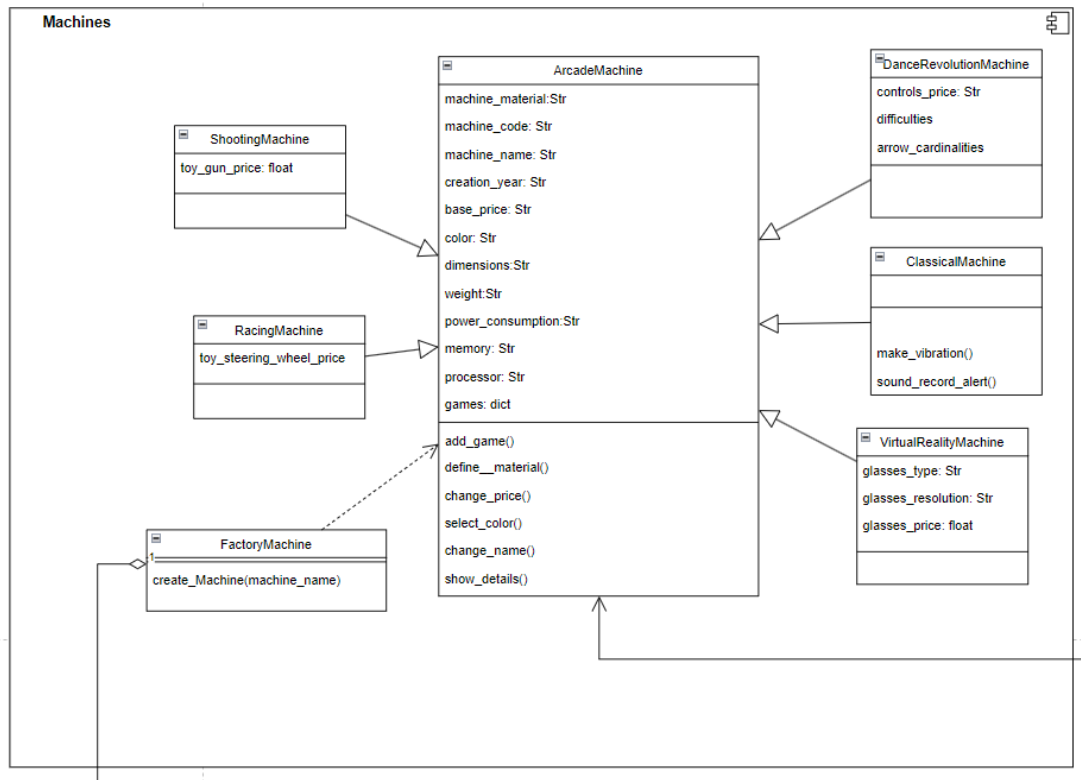 Machines
ShootingMachine
toy_gun_price: float
RacingMachine
toy_steering_wheel_price
FactoryMachine
1
create_Machine(machine_name)
ArcadeMachine
machine_material:Str
machine_code: Str
machine_name: Str
creation_year: Str
base_price: Str
color: Str
dimensions:Str
weight:Str
power_consumption:Str
memory: Str
processor: Str
games: dict
add_game()
define__material()
change_price()
select_color()
change_name()
show_details()
DanceRevolutionMachine
controls_price: Str
difficulties
arrow_cardinalities
ClassicalMachine
make_vibration()
sound_record_alert()
VirtualRealityMachine
glasses_type: Str
glasses_resolution: Str
glasses_price: float